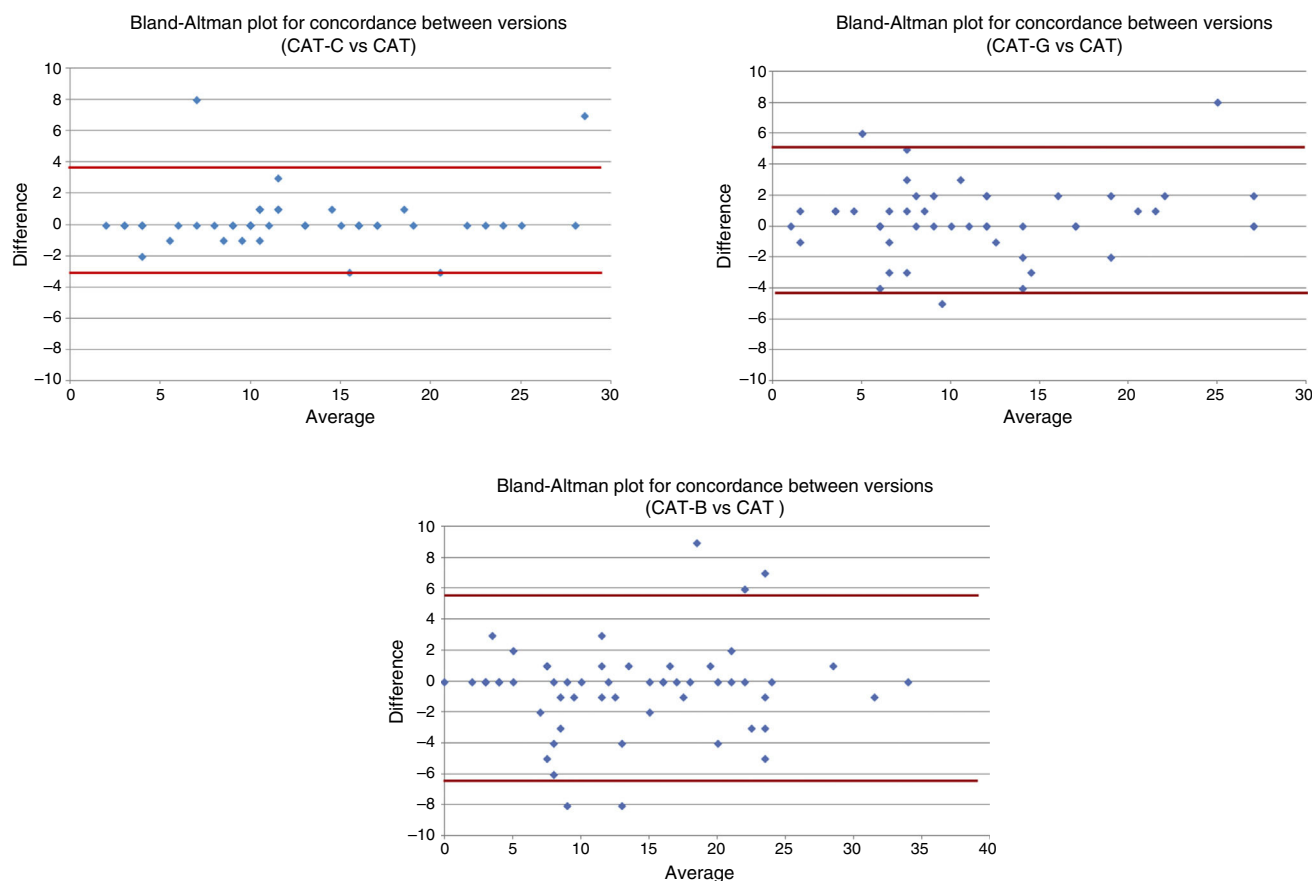 Bland-Altman plot for concordance between versions
(CAT-C vs CAT)
10
8
6
4
2
0
–2
–4
–6
–8
–10
Difference
0 5 10 15 20 25 30
Average
Bland-Altman plot for concordance between versions
(CAT-G vs CAT)
10
8
6
4
2
0
–2
–4
–6
–8
–10
Difference
0 5 10 15 20 25 30
Average
Bland-Altman plot for concordance between versions
(CAT-B vs CAT )
10
8
6
4
2
0
–2
–4
–6
–8
–10
Difference
0 5 10 15 20 25 30 35 40
Average